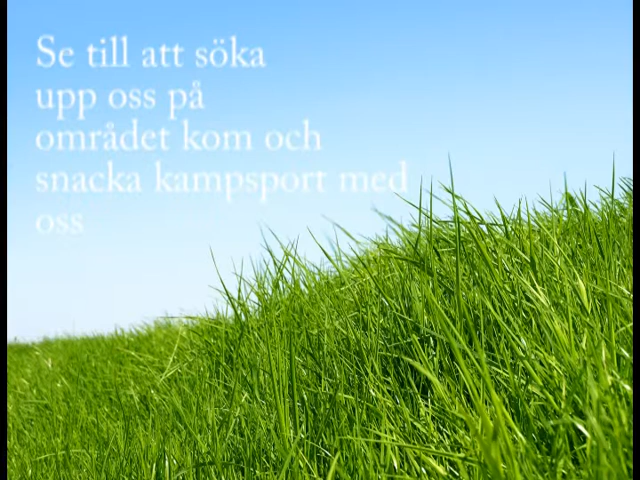 Se till att söka
upp oss på
området kom och
snacka kampsport med
oss